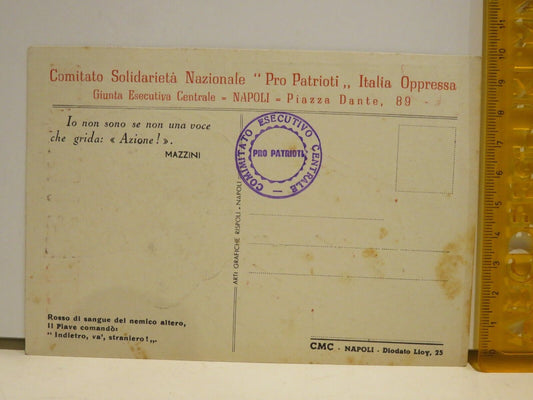 Comitato Solidarietà Nazionale “ Pro Patrioti „ Italia Oppressa
Giunta Esecutiva Centrale = NAPOLI = Piazza Dante, 89
Io non sono se non una voce
che grida: « Azione! ».
MAZZINI
COMMITATO ESECUTIVO CENTRALE
PRO PATRIOTI
ARTI GRAFICHE RISPOLI - NAPOLI
Rosso di sangue del nemico altero,
Il Piave comandò:
“ Indietro, va', straniero ! „.
CMC - NAPOLI - Diodato Lioy, 25